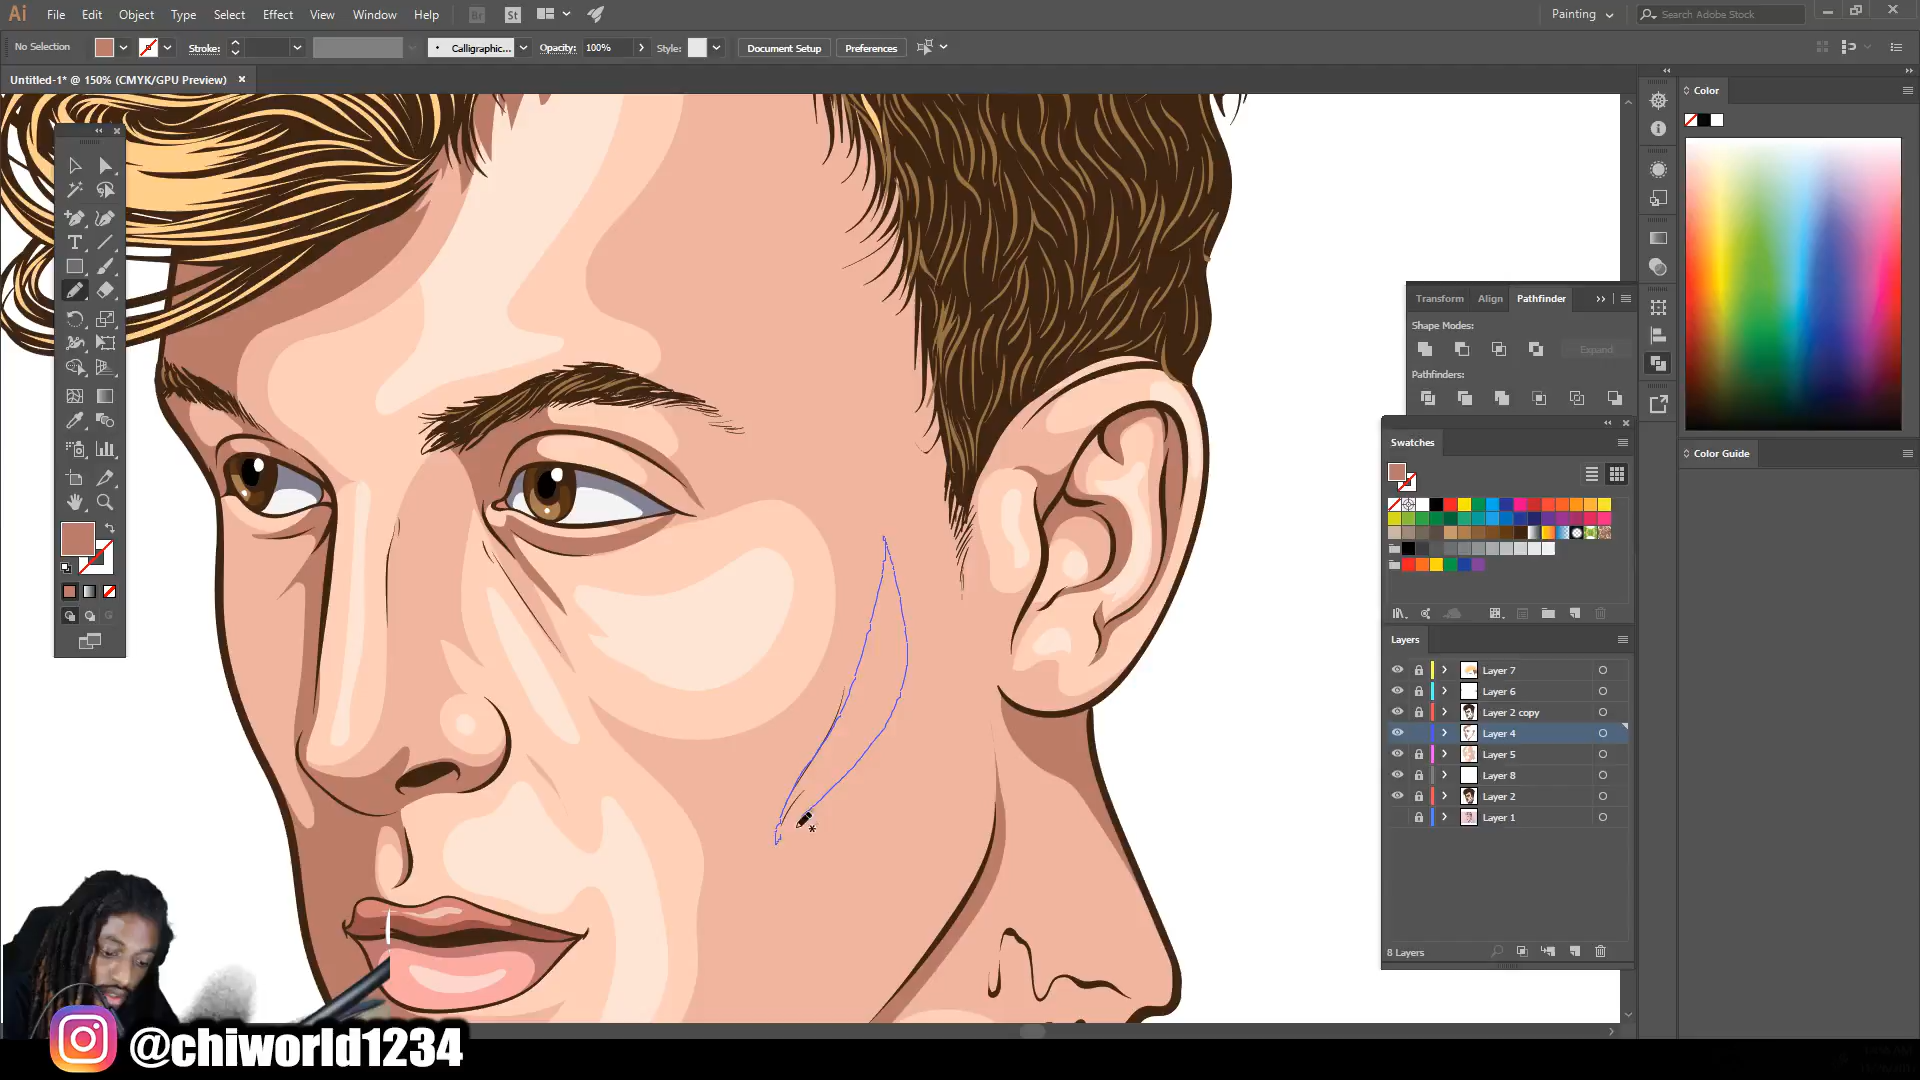 Ai File Edit Object Type Select Effect View Window Help Br St Painting Search Adobe Stock
No Selection Stroke: Calligraphic... Opacity: 100% Style: Document Setup Preferences
Untitled-1* @ 150% (CMYK/GPU Preview)
Color
Transform Align Pathfinder
Shape Modes:
Expand
Pathfinders:
Swatches
Color Guide
Layers
Layer 7
Layer 6
Layer 2 copy
Layer 4
Layer 5
Layer 8
Layer 2
Layer 1
8 Layers
@chiworld1234